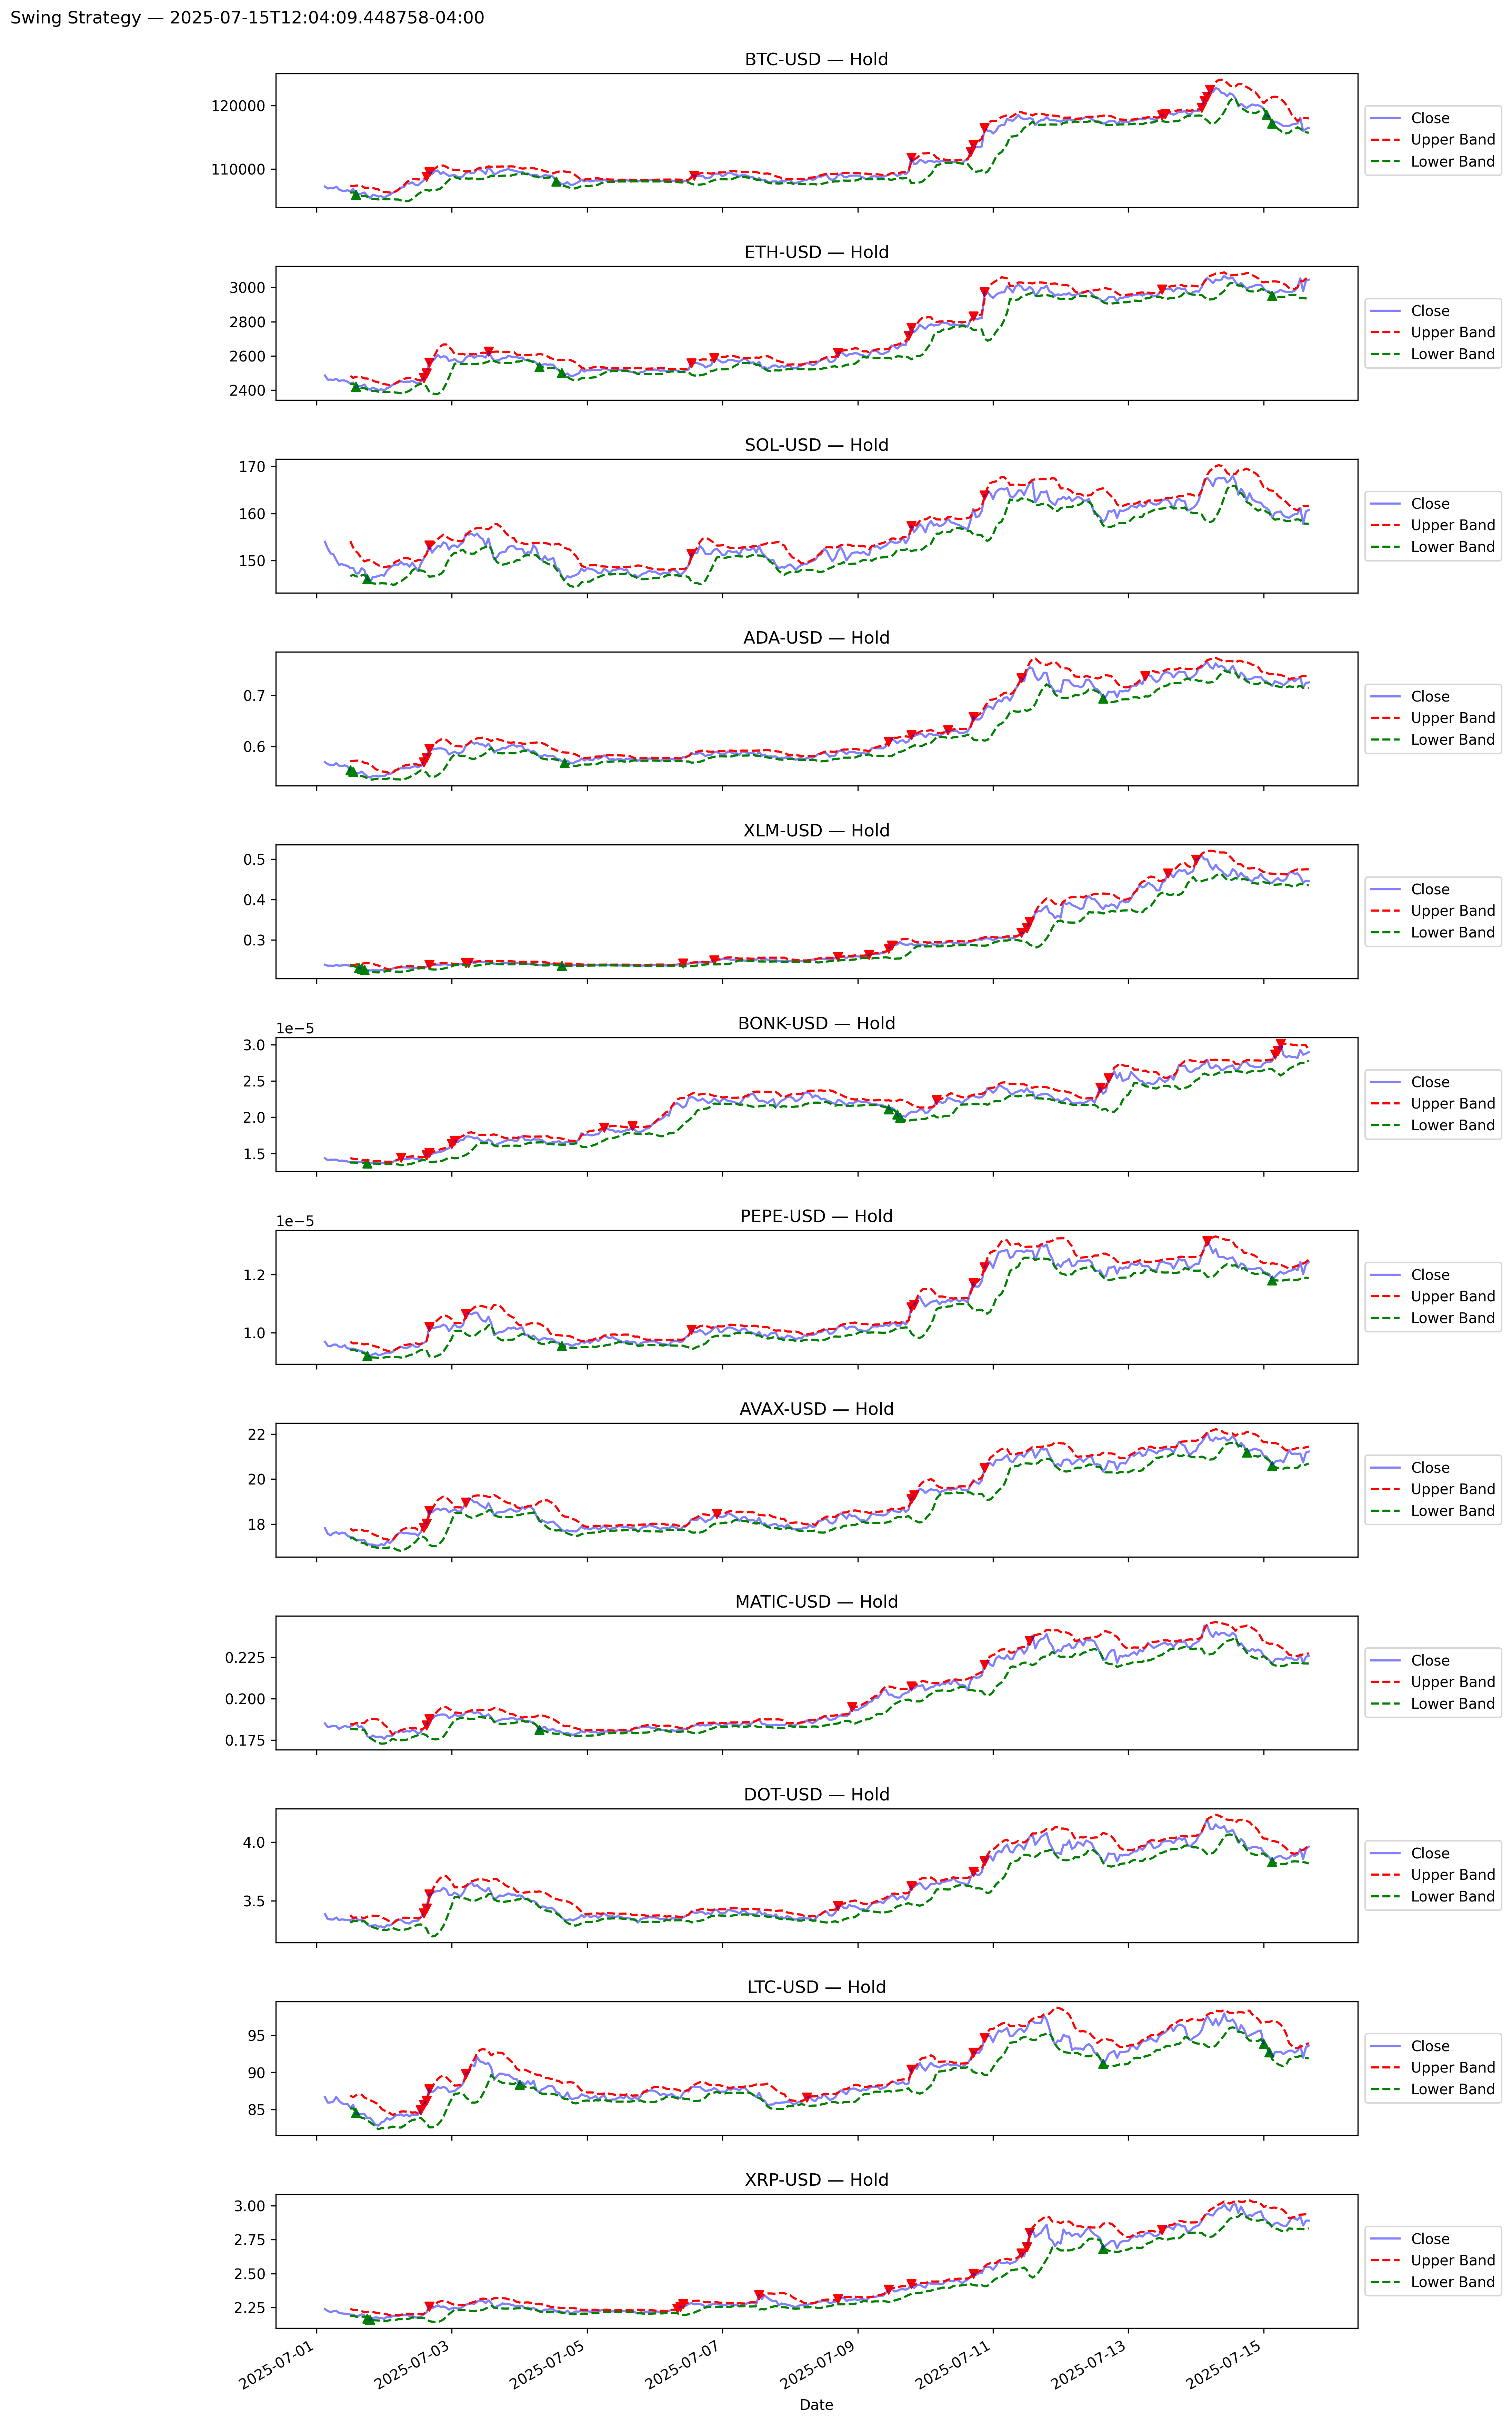 Swing Strategy — 2025-07-15T12:04:09.448758-04:00
BTC-USD — Hold
120000
110000
Close
Upper Band
Lower Band
ETH-USD — Hold
3000
2800
2600
2400
Close
Upper Band
Lower Band
SOL-USD — Hold
170
160
150
Close
Upper Band
Lower Band
ADA-USD — Hold
0.7
0.6
Close
Upper Band
Lower Band
XLM-USD — Hold
0.5
0.4
0.3
Close
Upper Band
Lower Band
BONK-USD — Hold
1e−5
3.0
2.5
2.0
1.5
Close
Upper Band
Lower Band
PEPE-USD — Hold
1e−5
1.2
1.0
Close
Upper Band
Lower Band
AVAX-USD — Hold
22
20
18
Close
Upper Band
Lower Band
MATIC-USD — Hold
0.225
0.200
0.175
Close
Upper Band
Lower Band
DOT-USD — Hold
4.0
3.5
Close
Upper Band
Lower Band
LTC-USD — Hold
95
90
85
Close
Upper Band
Lower Band
XRP-USD — Hold
3.00
2.75
2.50
2.25
Close
Upper Band
Lower Band
2025-07-01
2025-07-03
2025-07-05
2025-07-07
2025-07-09
2025-07-11
2025-07-13
2025-07-15
Date